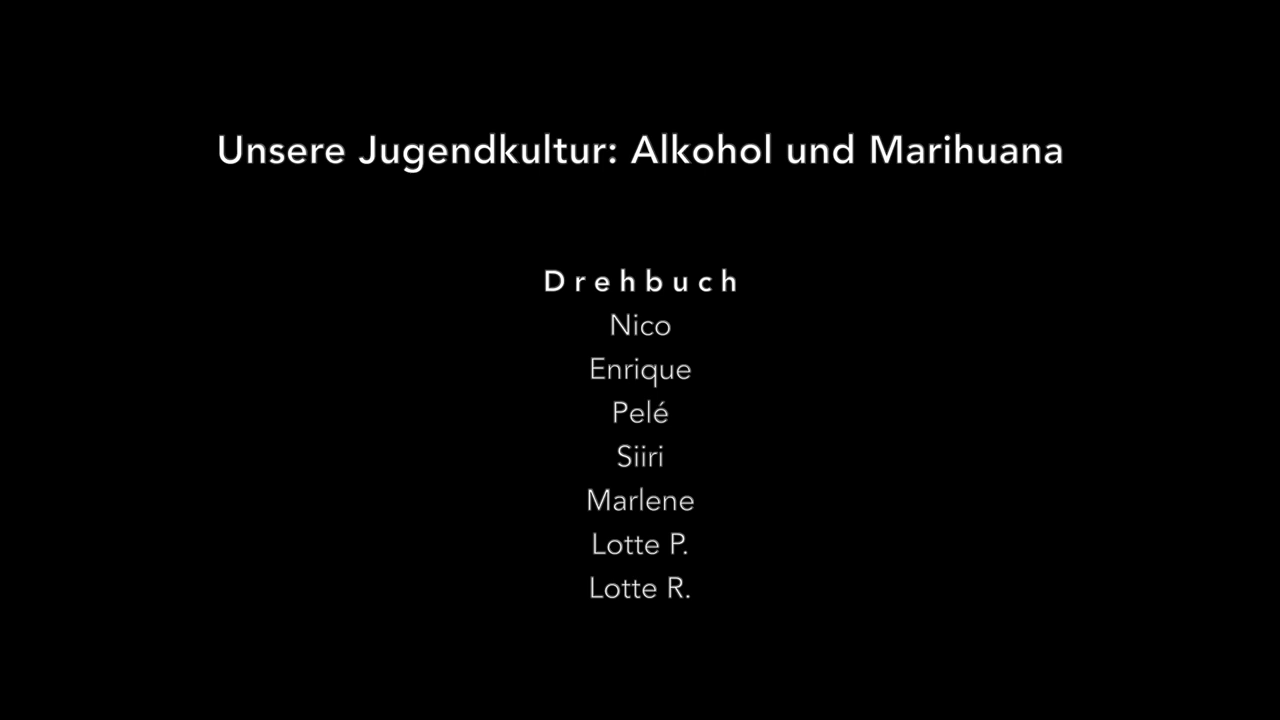 Unsere Jugendkultur: Alkohol und Marihuana
Drehbuch
Nico
Enrique
Pelé
Siiri
Marlene
Lotte P.
Lotte R.